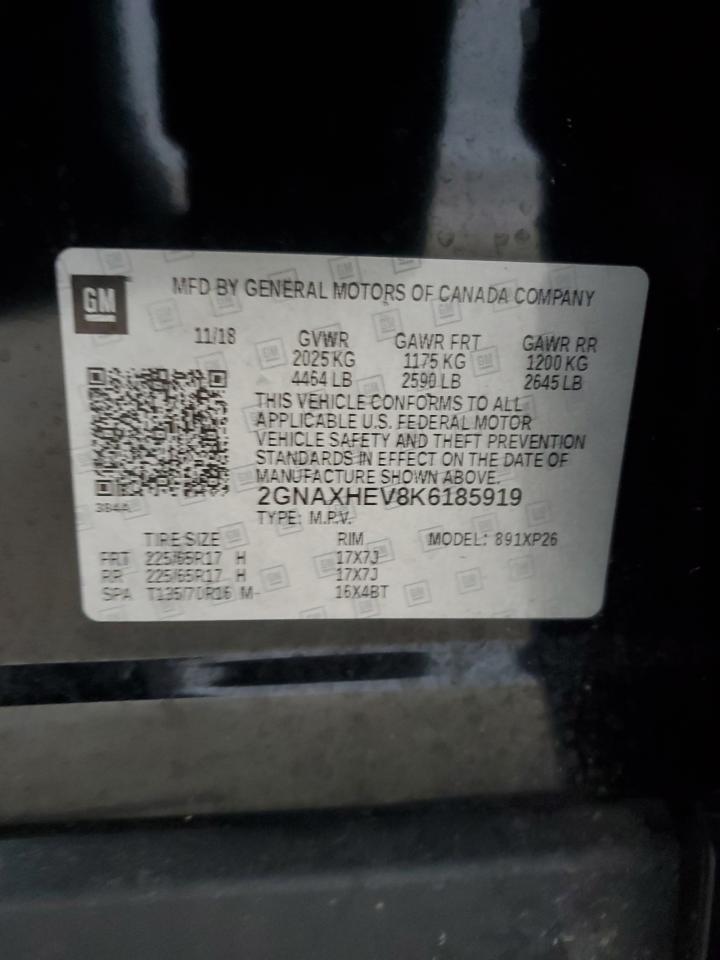 GM MFD BY GENERAL MOTORS OF CANADA COMPANY
11/18 GVWR GAWR FRT GAWR RR
2025 KG 1175 KG 1200 KG
4464 LB 2590 LB 2645 LB
THIS VEHICLE CONFORMS TO ALL
APPLICABLE U.S. FEDERAL MOTOR
VEHICLE SAFETY AND THEFT PREVENTION
STANDARDS IN EFFECT ON THE DATE OF
MANUFACTURE SHOWN ABOVE.
2GNAXHEV8K6185919
384A
TYPE: M.P.V.
TIRE SIZE RIM MODEL: 891XP26
FRT 225/65R17 H 17X7J
RR 225/65R17 H 17X7J
SPA T135/70R16 M 16X4BT